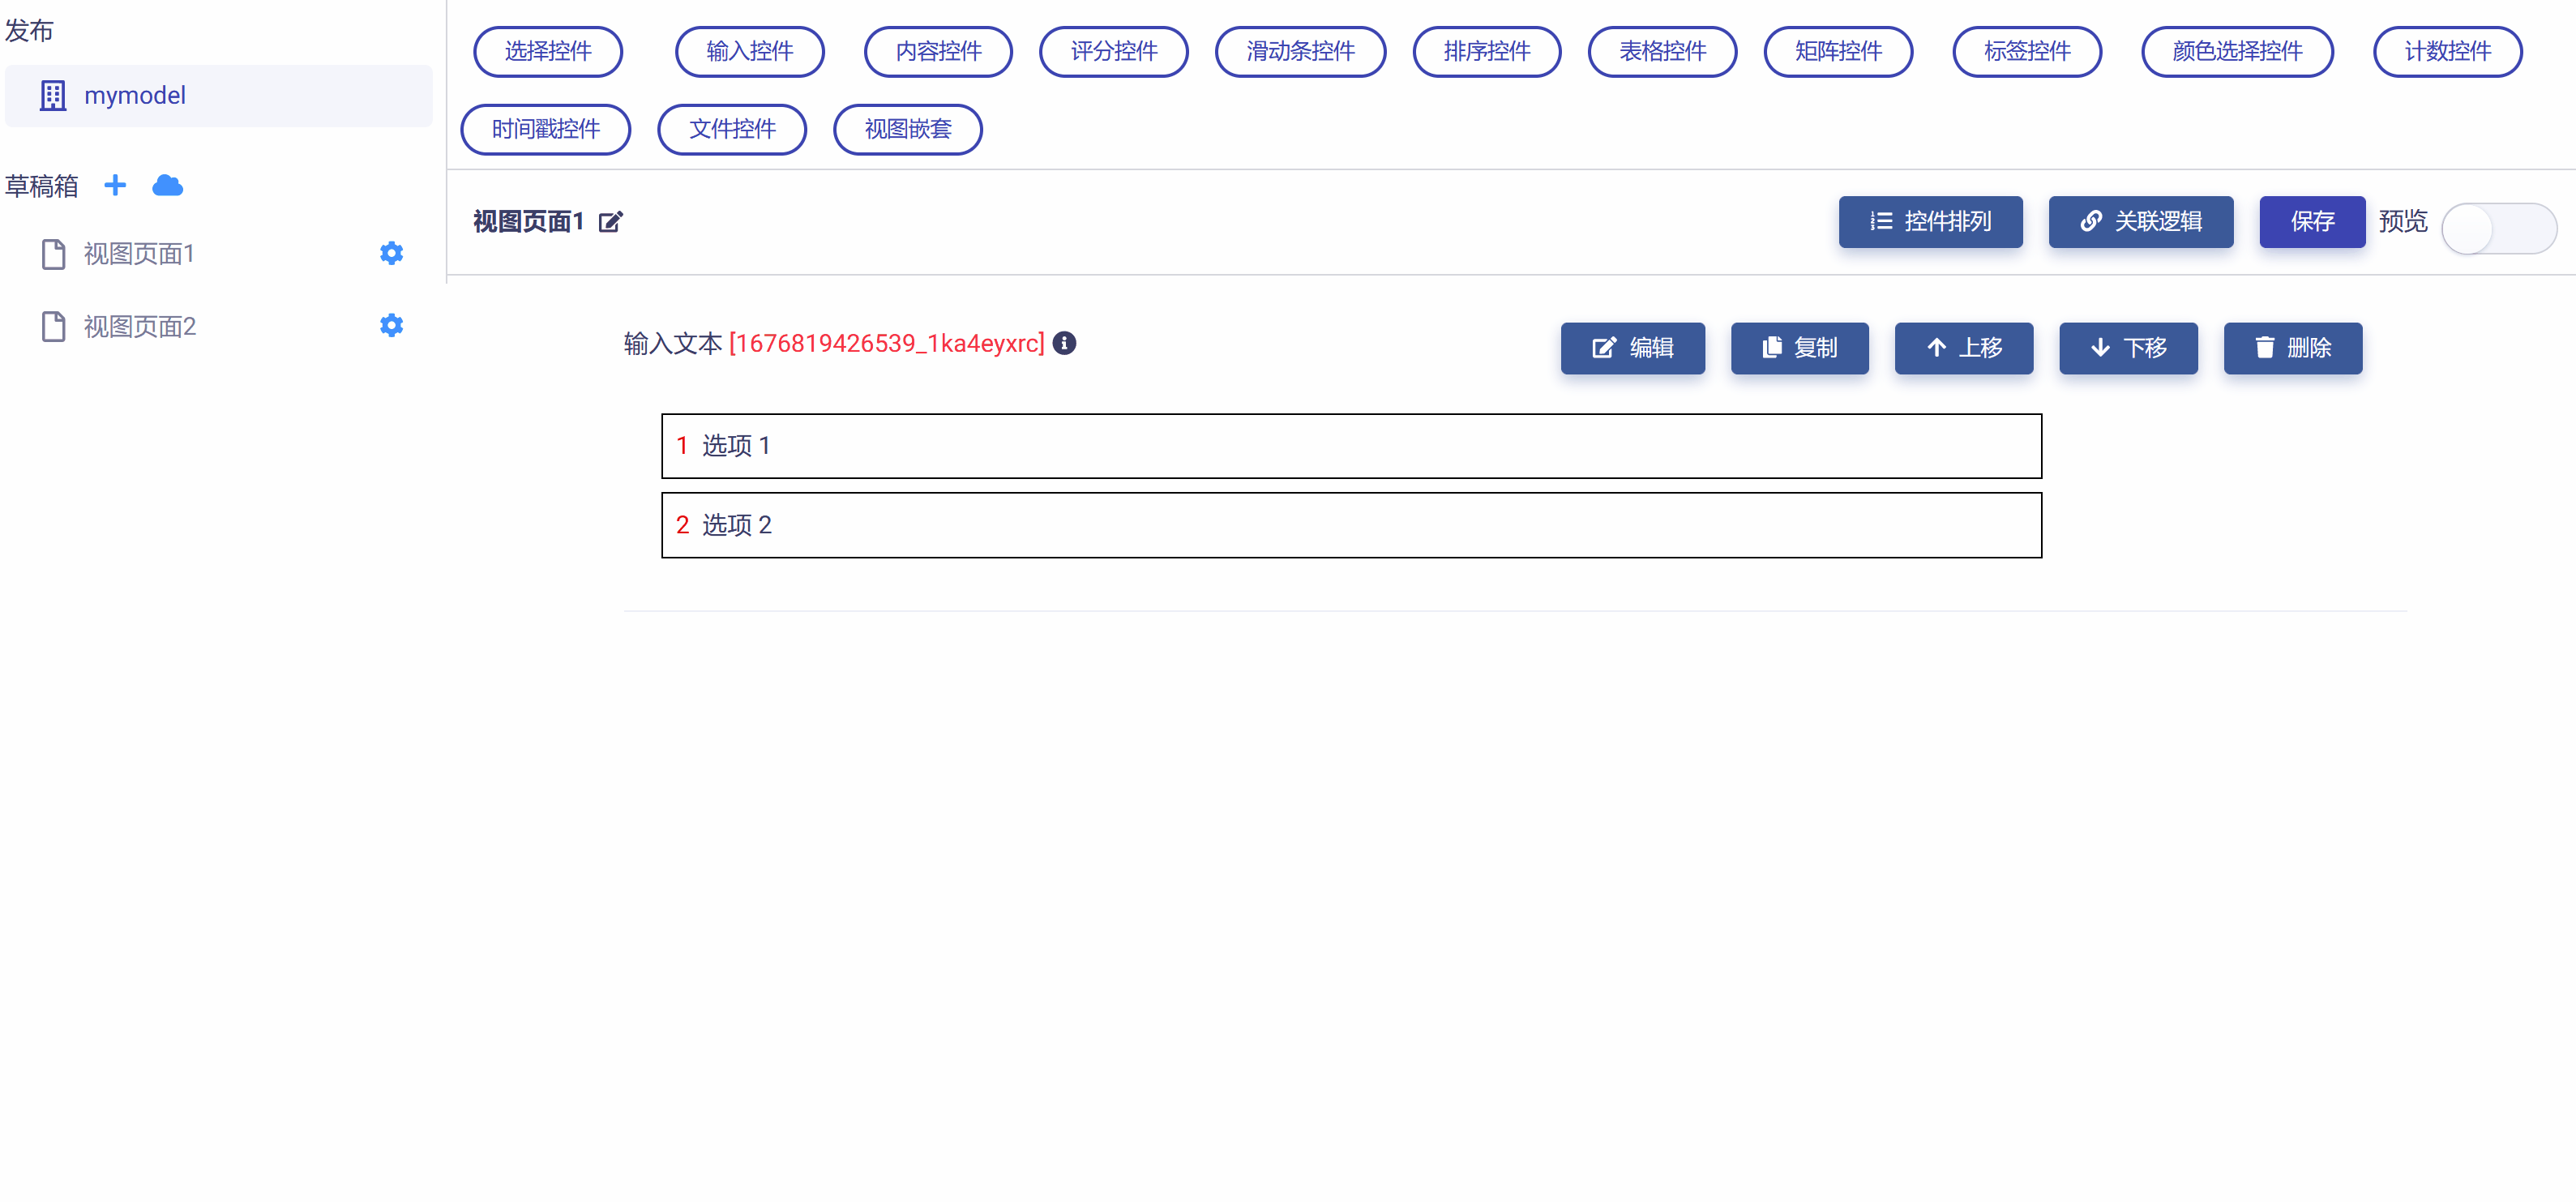 发布
mymodel
草稿箱
视图页面1
视图页面2
选择控件 输入控件 内容控件 评分控件 滑动条控件 排序控件 表格控件 矩阵控件 标签控件 颜色选择控件 计数控件
时间戳控件 文件控件 视图嵌套
视图页面1 控件排列 关联逻辑 保存 预览
输入文本 [1676819426539_1ka4eyxrc] 编辑 复制 上移 下移 删除
1 选项 1
2 选项 2